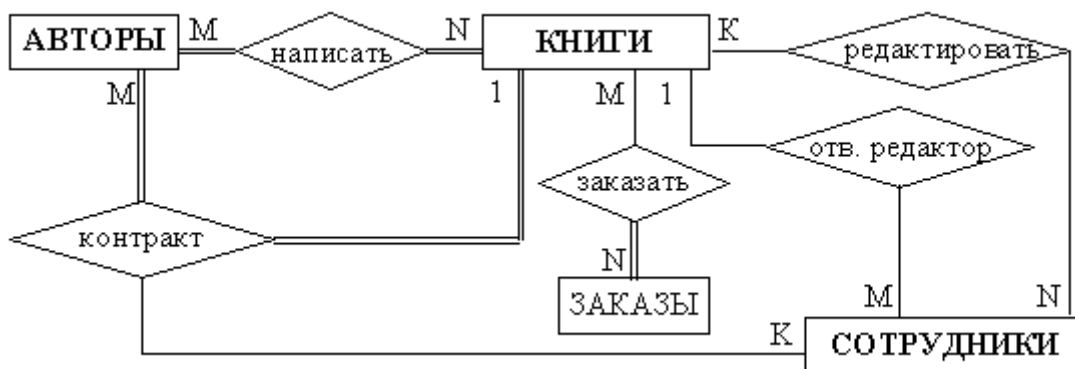 АВТОРЫ М написать N КНИГИ К редактировать
М 1 М 1
отв. редактор
заказать
контракт
N М N
ЗАКАЗЫ
К СОТРУДНИКИ